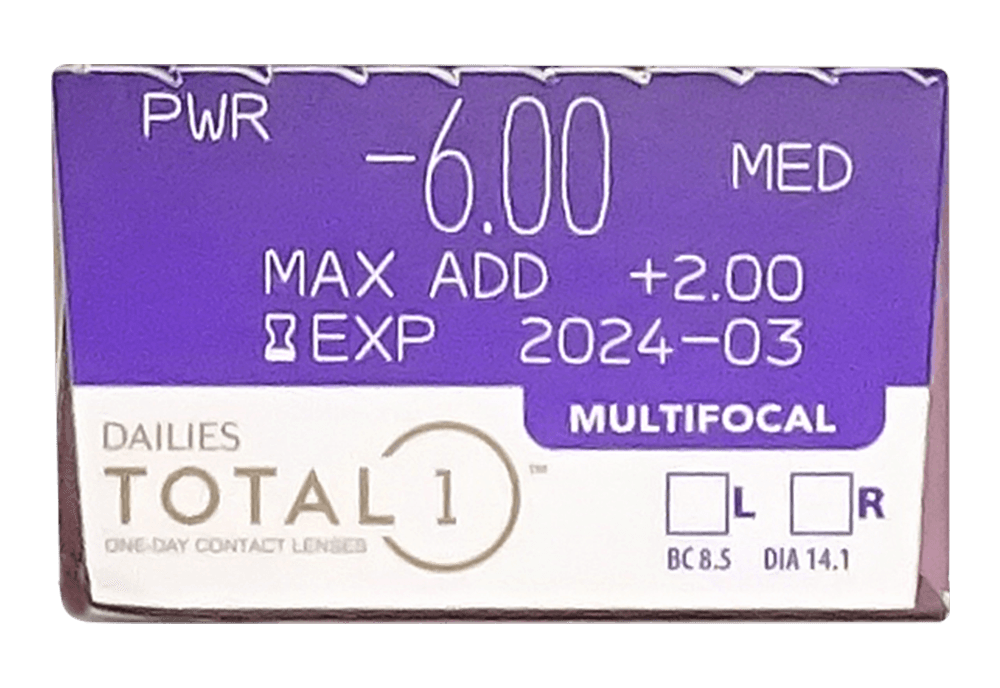 PWR -6.00 MED
MAX ADD +2.00
EXP 2024-03
MULTIFOCAL
DAILIES
TOTAL 1 ™
ONE-DAY CONTACT LENSES
L R
BC 8.5 DIA 14.1